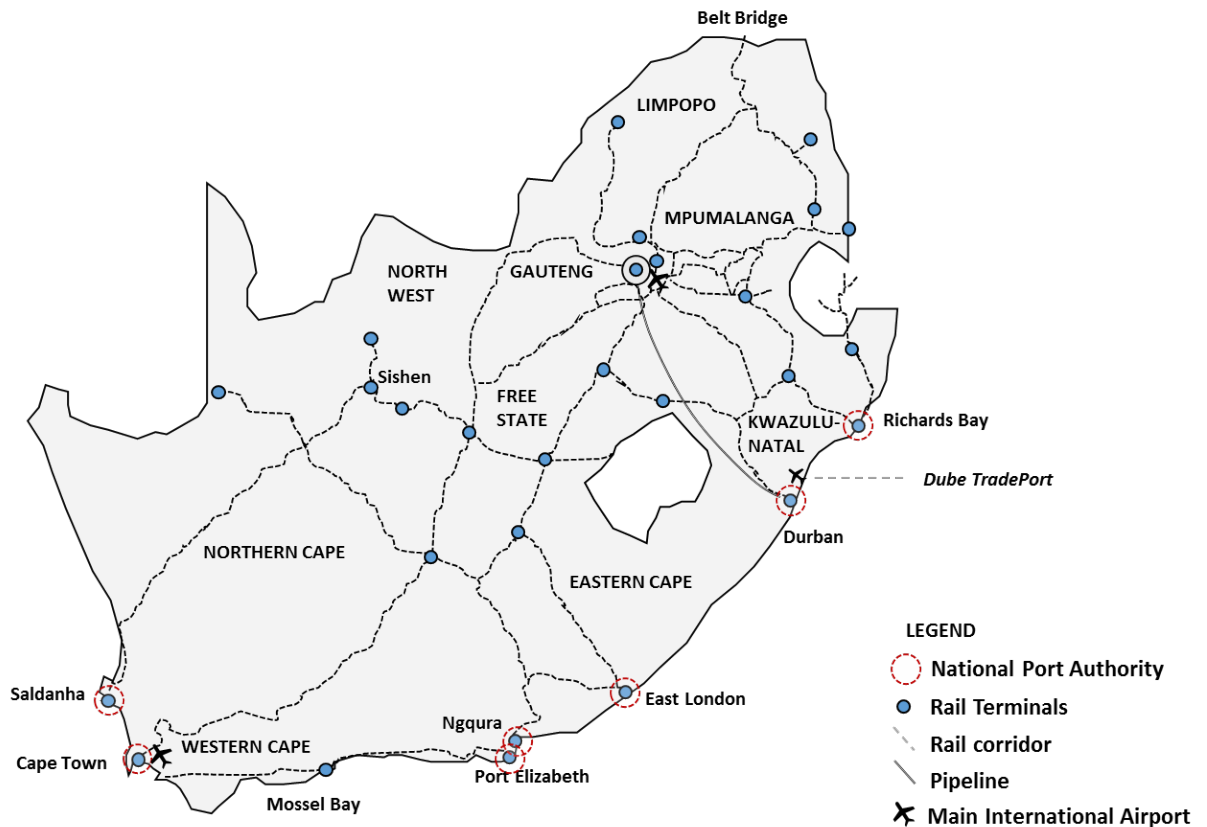 Belt Bridge
LIMPOPO
MPUMALANGA
NORTH
WEST
GAUTENG
Sishen
FREE
STATE
KWAZULU-
NATAL
Richards Bay
Dube TradePort
Durban
NORTHERN CAPE
EASTERN CAPE
Saldanha
East London
Ngqura
WESTERN CAPE
Cape Town
Port Elizabeth
Mossel Bay
LEGEND
National Port Authority
Rail Terminals
Rail corridor
Pipeline
Main International Airport